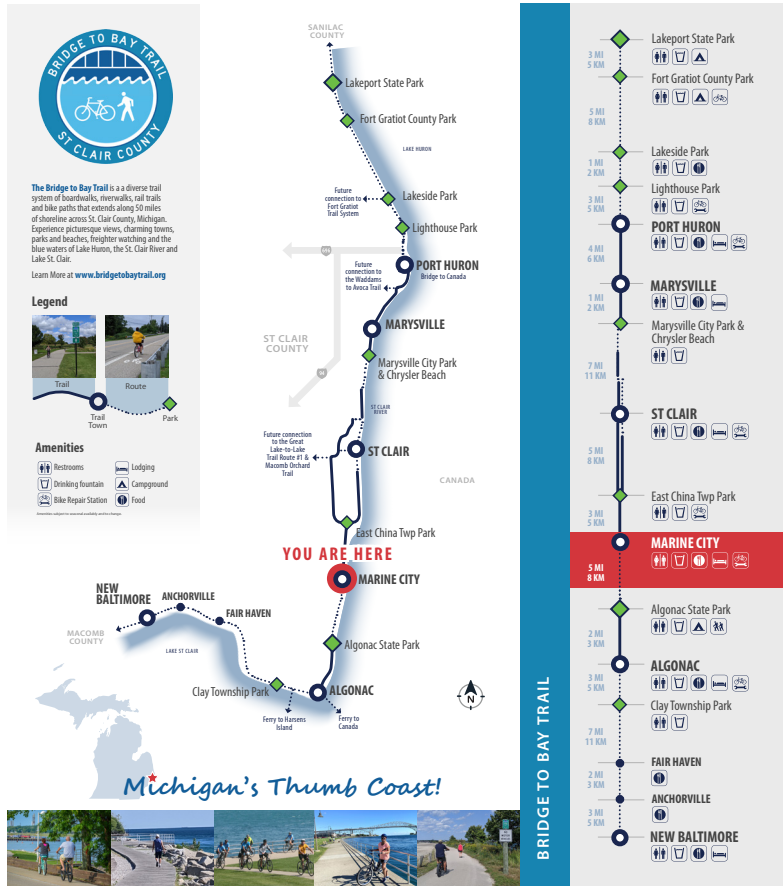 BRIDGE TO BAY TRAIL
ST CLAIR COUNTY
The Bridge to Bay Trail is a a diverse trail
system of boardwalks, riverwalks, rail trails
and bike paths that extends along 50 miles
of shoreline across St. Clair County, Michigan.
Experience picturesque views, charming towns,
parks and beaches, freighter watching and the
blue waters of Lake Huron, the St. Clair River and
Lake St. Clair.
Learn More at www.bridgetobaytrail.org
Legend
Trail
Route
Trail
Town
Park
Amenities
Restrooms
Lodging
Drinking fountain
Campground
Bike Repair Station
Food
Amenities subject to seasonal availability and to change.
SANILAC
COUNTY
Lakeport State Park
Fort Gratiot County Park
LAKE HURON
Future
connection to
Fort Gratiot
Trail System
Lakeside Park
Lighthouse Park
PORT HURON
Bridge to Canada
Future
connection to
the Waddams
to Avoca Trail
MARYSVILLE
ST CLAIR
COUNTY
94
Marysville City Park
& Chrysler Beach
ST CLAIR
RIVER
Future connection
to the Great
Lake-to-Lake
Trail Route #1 &
Macomb Orchard
Trail
ST CLAIR
CANADA
East China Twp Park
YOU ARE HERE
MARINE CITY
NEW
BALTIMORE
ANCHORVILLE
FAIR HAVEN
MACOMB
COUNTY
LAKE ST CLAIR
Algonac State Park
Clay Township Park
ALGONAC
Ferry to Harsens
Island
Ferry to
Canada
N
Michigan's Thumb Coast!
BRIDGE TO BAY TRAIL
Lakeport State Park
3 MI
5 KM
Fort Gratiot County Park
5 MI
8 KM
Lakeside Park
1 MI
2 KM
Lighthouse Park
3 MI
5 KM
PORT HURON
4 MI
6 KM
MARYSVILLE
1 MI
2 KM
Marysville City Park &
Chrysler Beach
7 MI
11 KM
ST CLAIR
5 MI
8 KM
East China Twp Park
3 MI
5 KM
MARINE CITY
5 MI
8 KM
Algonac State Park
2 MI
3 KM
ALGONAC
3 MI
5 KM
Clay Township Park
7 MI
11 KM
FAIR HAVEN
2 MI
3 KM
ANCHORVILLE
3 MI
5 KM
NEW BALTIMORE